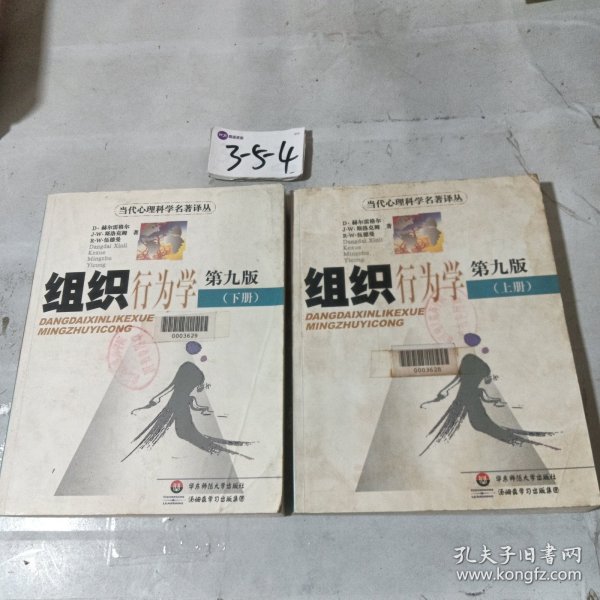 3-5-4
当代心理科学名著译丛
D·赫尔雷格尔
J·W·斯洛克姆
R·W·伍德曼
著
Dangdai Xinli
Kexue
Mingzhu
Yicong
组织行为学
第九版
（下册）
DANGDAIXINLIKEXUE
MINGZHUYICONG
0003628
华东师范大学出版社
汤姆森学习出版集团
当代心理科学名著译丛
D·赫尔雷格尔
J·W·斯洛克姆
R·W·伍德曼
著
Dangdai Xinli
Kexue
Mingzhu
Yicong
组织行为学
第九版
（上册）
DANGDAIXINLIKEXUE
MINGZHUYICONG
0003628
华东师范大学出版社
汤姆森学习出版集团
孔夫子旧书网
www.kongfz.com